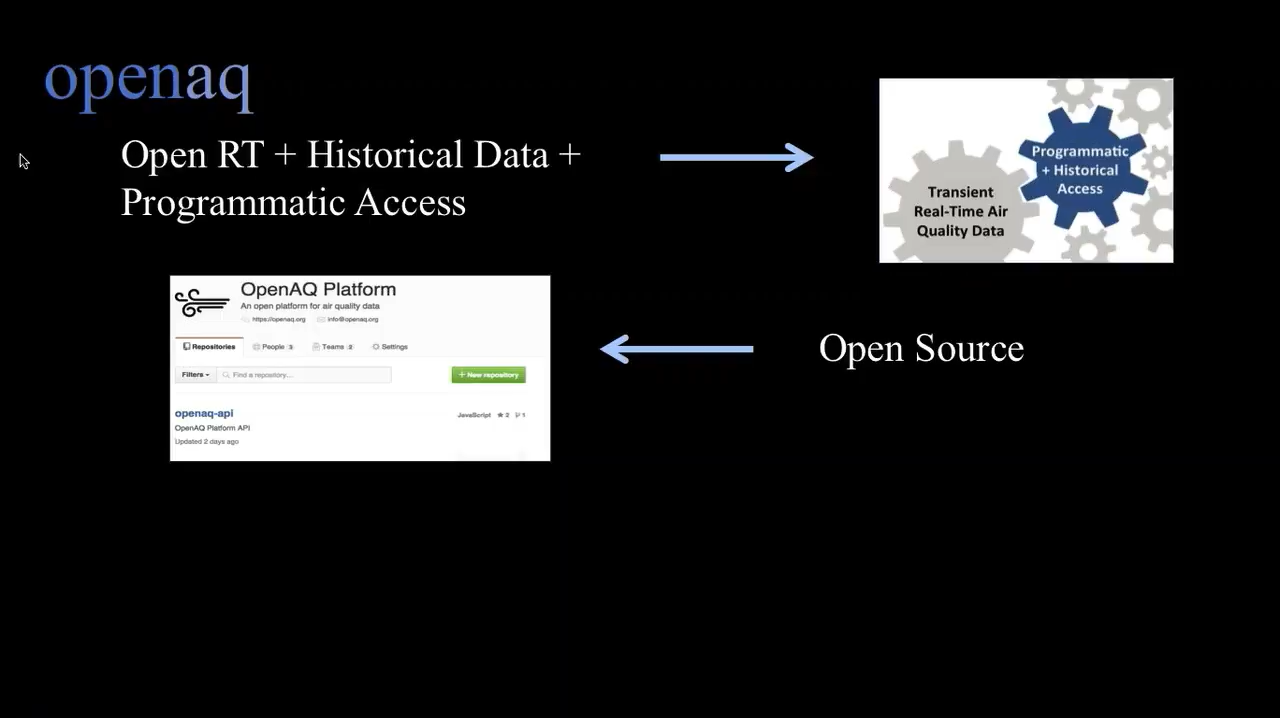 openaq
Open RT + Historical Data +
Programmatic Access
Programmatic
+ Historical
Access
Transient
Real-Time Air
Quality Data
OpenAQ Platform
An open platform for air quality data
https://openaq.org info@openaq.org
Repositories People 3 Teams 2 Settings
Filters Find a repository... + New repository
openaq-api JavaScript 2 1
OpenAQ Platform API
Updated 2 days ago
Open Source